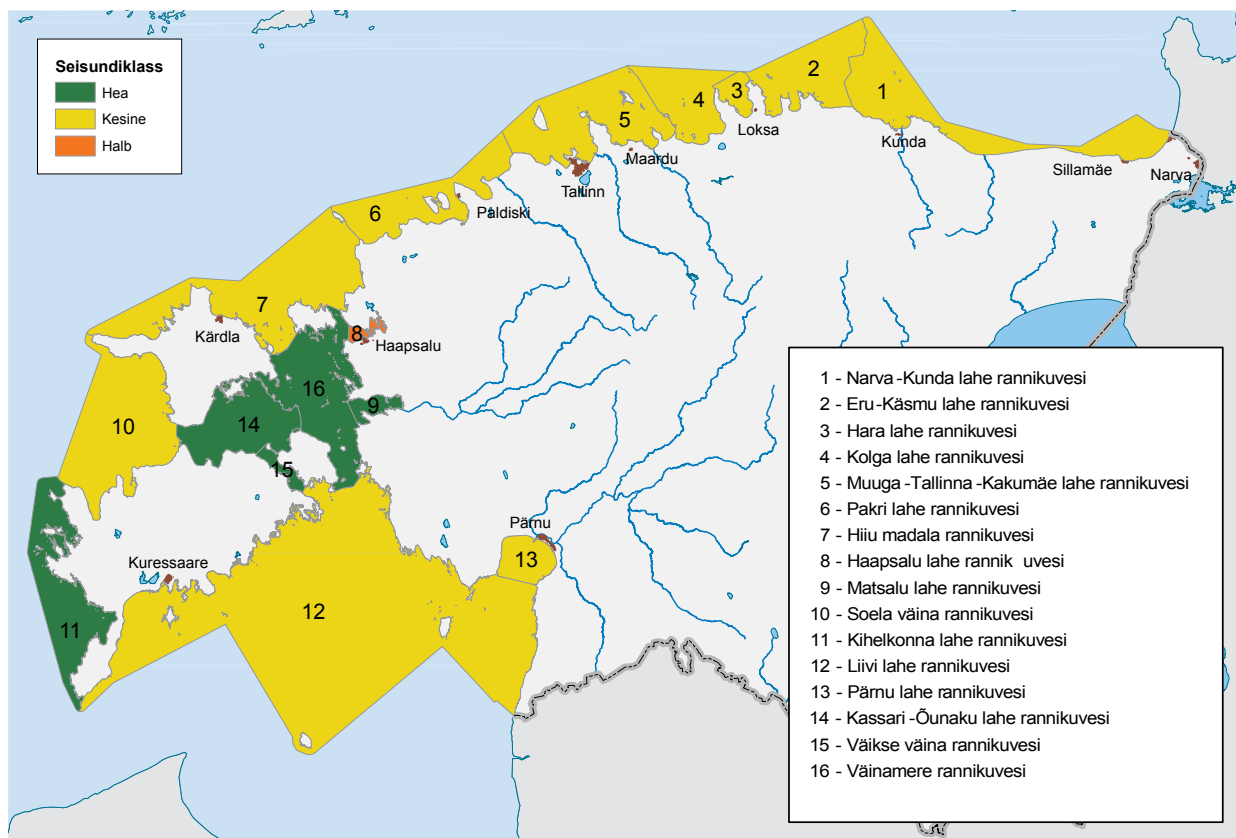 Seisundiklass
Hea
Kesine
Halb
2
1
3
4
5
Loksa
Kunda
Maardu
Sillamäe
Narva
Tallinn
Paldiski
6
7
Kärdla
8
Haapsalu
16
9
10
14
15
Pärnu
13
Kuressaare
12
11
1 - Narva-Kunda lahe rannikuvesi
2 - Eru-Käsmu lahe rannikuvesi
3 - Hara lahe rannikuvesi
4 - Kolga lahe rannikuvesi
5 - Muuga-Tallinna-Kakumäe lahe rannikuvesi
6 - Pakri lahe rannikuvesi
7 - Hiiu madala rannikuvesi
8 - Haapsalu lahe rannik uvesi
9 - Matsalu lahe rannikuvesi
10 - Soela väina rannikuvesi
11 - Kihelkonna lahe rannikuvesi
12 - Liivi lahe rannikuvesi
13 - Pärnu lahe rannikuvesi
14 - Kassari-Õunaku lahe rannikuvesi
15 - Väikse väina rannikuvesi
16 - Väinamere rannikuvesi